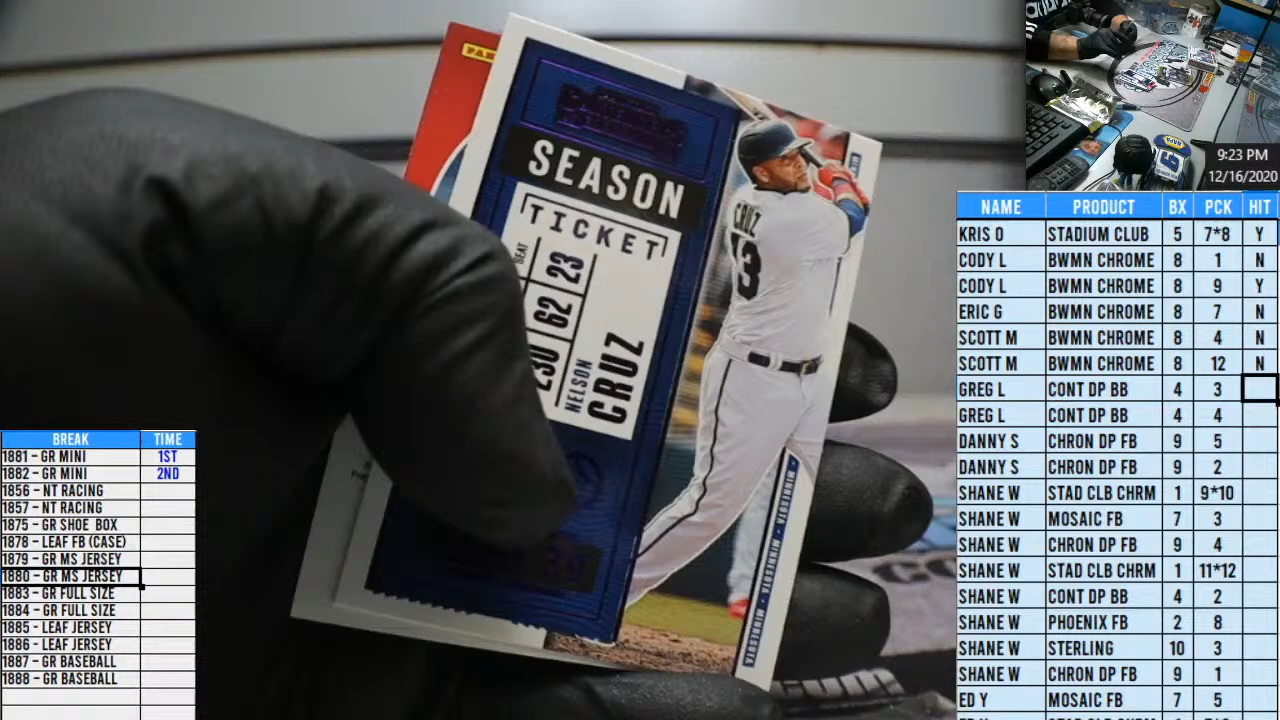 PANINI
SEASON
TICKET
SEAT
23
62
230
NELSON
CRUZ
CRUZ
MINNESOTA • MINNESOTA • MINNESOTA
9:23 PM
12/16/2020
NAME PRODUCT BX PCK HIT
KRIS O STADIUM CLUB 5 7*8 Y
CODY L BWMN CHROME 8 1 N
CODY L BWMN CHROME 8 9 Y
ERIC G BWMN CHROME 8 7 N
SCOTT M BWMN CHROME 8 4 N
SCOTT M BWMN CHROME 8 12 N
GREG L CONT DP BB 4 3
GREG L CONT DP BB 4 4
DANNY S CHRON DP FB 9 5
DANNY S CHRON DP FB 9 2
SHANE W STAD CLB CHRM 1 9*10
SHANE W MOSAIC FB 7 3
SHANE W CHRON DP FB 9 4
SHANE W STAD CLB CHRM 1 11*12
SHANE W CONT DP BB 4 2
SHANE W PHOENIX FB 2 8
SHANE W STERLING 10 3
SHANE W CHRON DP FB 9 1
ED Y MOSAIC FB 7 5
BREAK TIME
1881 – GR MINI 1ST
1882 – GR MINI 2ND
1856 – NT RACING
1857 – NT RACING
1875 – GR SHOE BOX
1878 – LEAF FB (CASE)
1879 – GR MS JERSEY
1880 – GR MS JERSEY
1883 – GR FULL SIZE
1884 – GR FULL SIZE
1885 – LEAF JERSEY
1886 – LEAF JERSEY
1887 – GR BASEBALL
1888 – GR BASEBALL